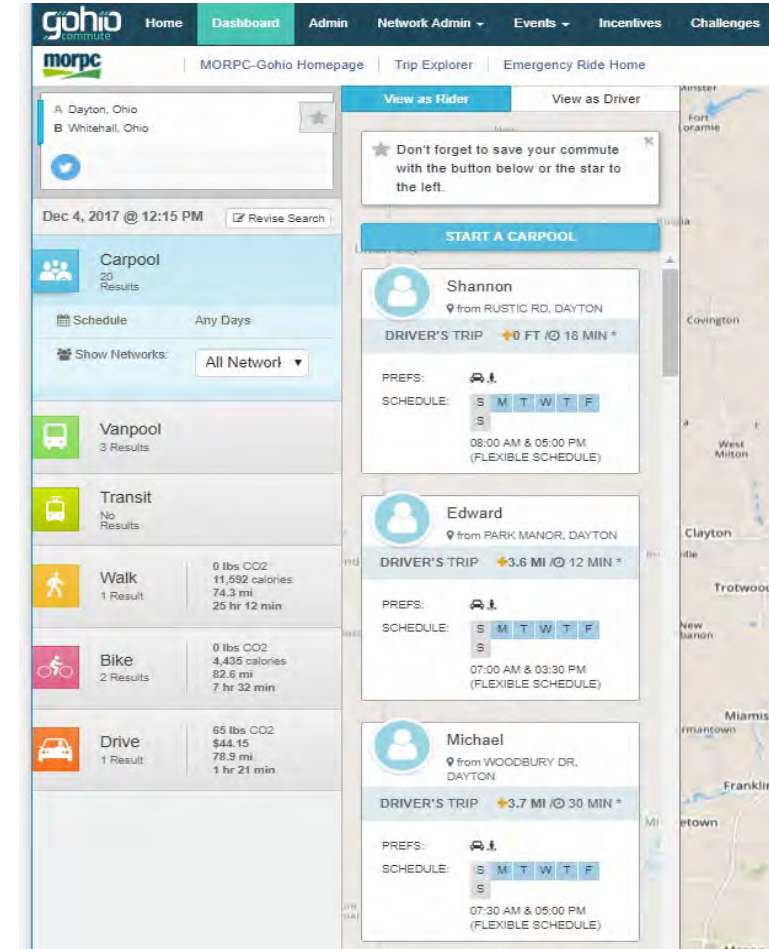 gohio
commute
Home
Dashboard
Admin
Network Admin
Events
Incentives
Challenges
morpc
MORPC-Gohio Homepage
Trip Explorer
Emergency Ride Home
A Dayton, Ohio
B Whitehall, Ohio
Dec 4, 2017 @ 12:15 PM
Revise Search
Carpool
20
Results
Schedule
Any Days
Show Networks:
All Networ
Vanpool
3 Results
Transit
No
Results
Walk
1 Result
0 lbs CO2
11,592 calories
74.3 mi
25 hr 12 min
Bike
2 Results
0 lbs CO2
4,435 calories
82.6 mi
7 hr 32 min
Drive
1 Result
65 lbs CO2
$44.15
78.9 mi
1 hr 21 min
View as Rider
View as Driver
Don't forget to save your commute
with the button below or the star to
the left.
START A CARPOOL
Shannon
from RUSTIC RD, DAYTON
DRIVER'S TRIP +0 FT / 18 MIN *
PREFS:
SCHEDULE: S M T W T F
S
08:00 AM & 05:00 PM
(FLEXIBLE SCHEDULE)
Edward
from PARK MANOR, DAYTON
DRIVER'S TRIP +3.6 MI / 12 MIN *
PREFS:
SCHEDULE: S M T W T F
S
07:00 AM & 03:30 PM
(FLEXIBLE SCHEDULE)
Michael
from WOODBURY DR,
DAYTON
DRIVER'S TRIP +3.7 MI / 30 MIN *
PREFS:
SCHEDULE: S M T W T F
S
07:30 AM & 05:00 PM
(FLEXIBLE SCHEDULE)
Fort
Loramie
Covington
West
Milton
Clayton
Trotwoo
New
Miamis
Franklin
etown